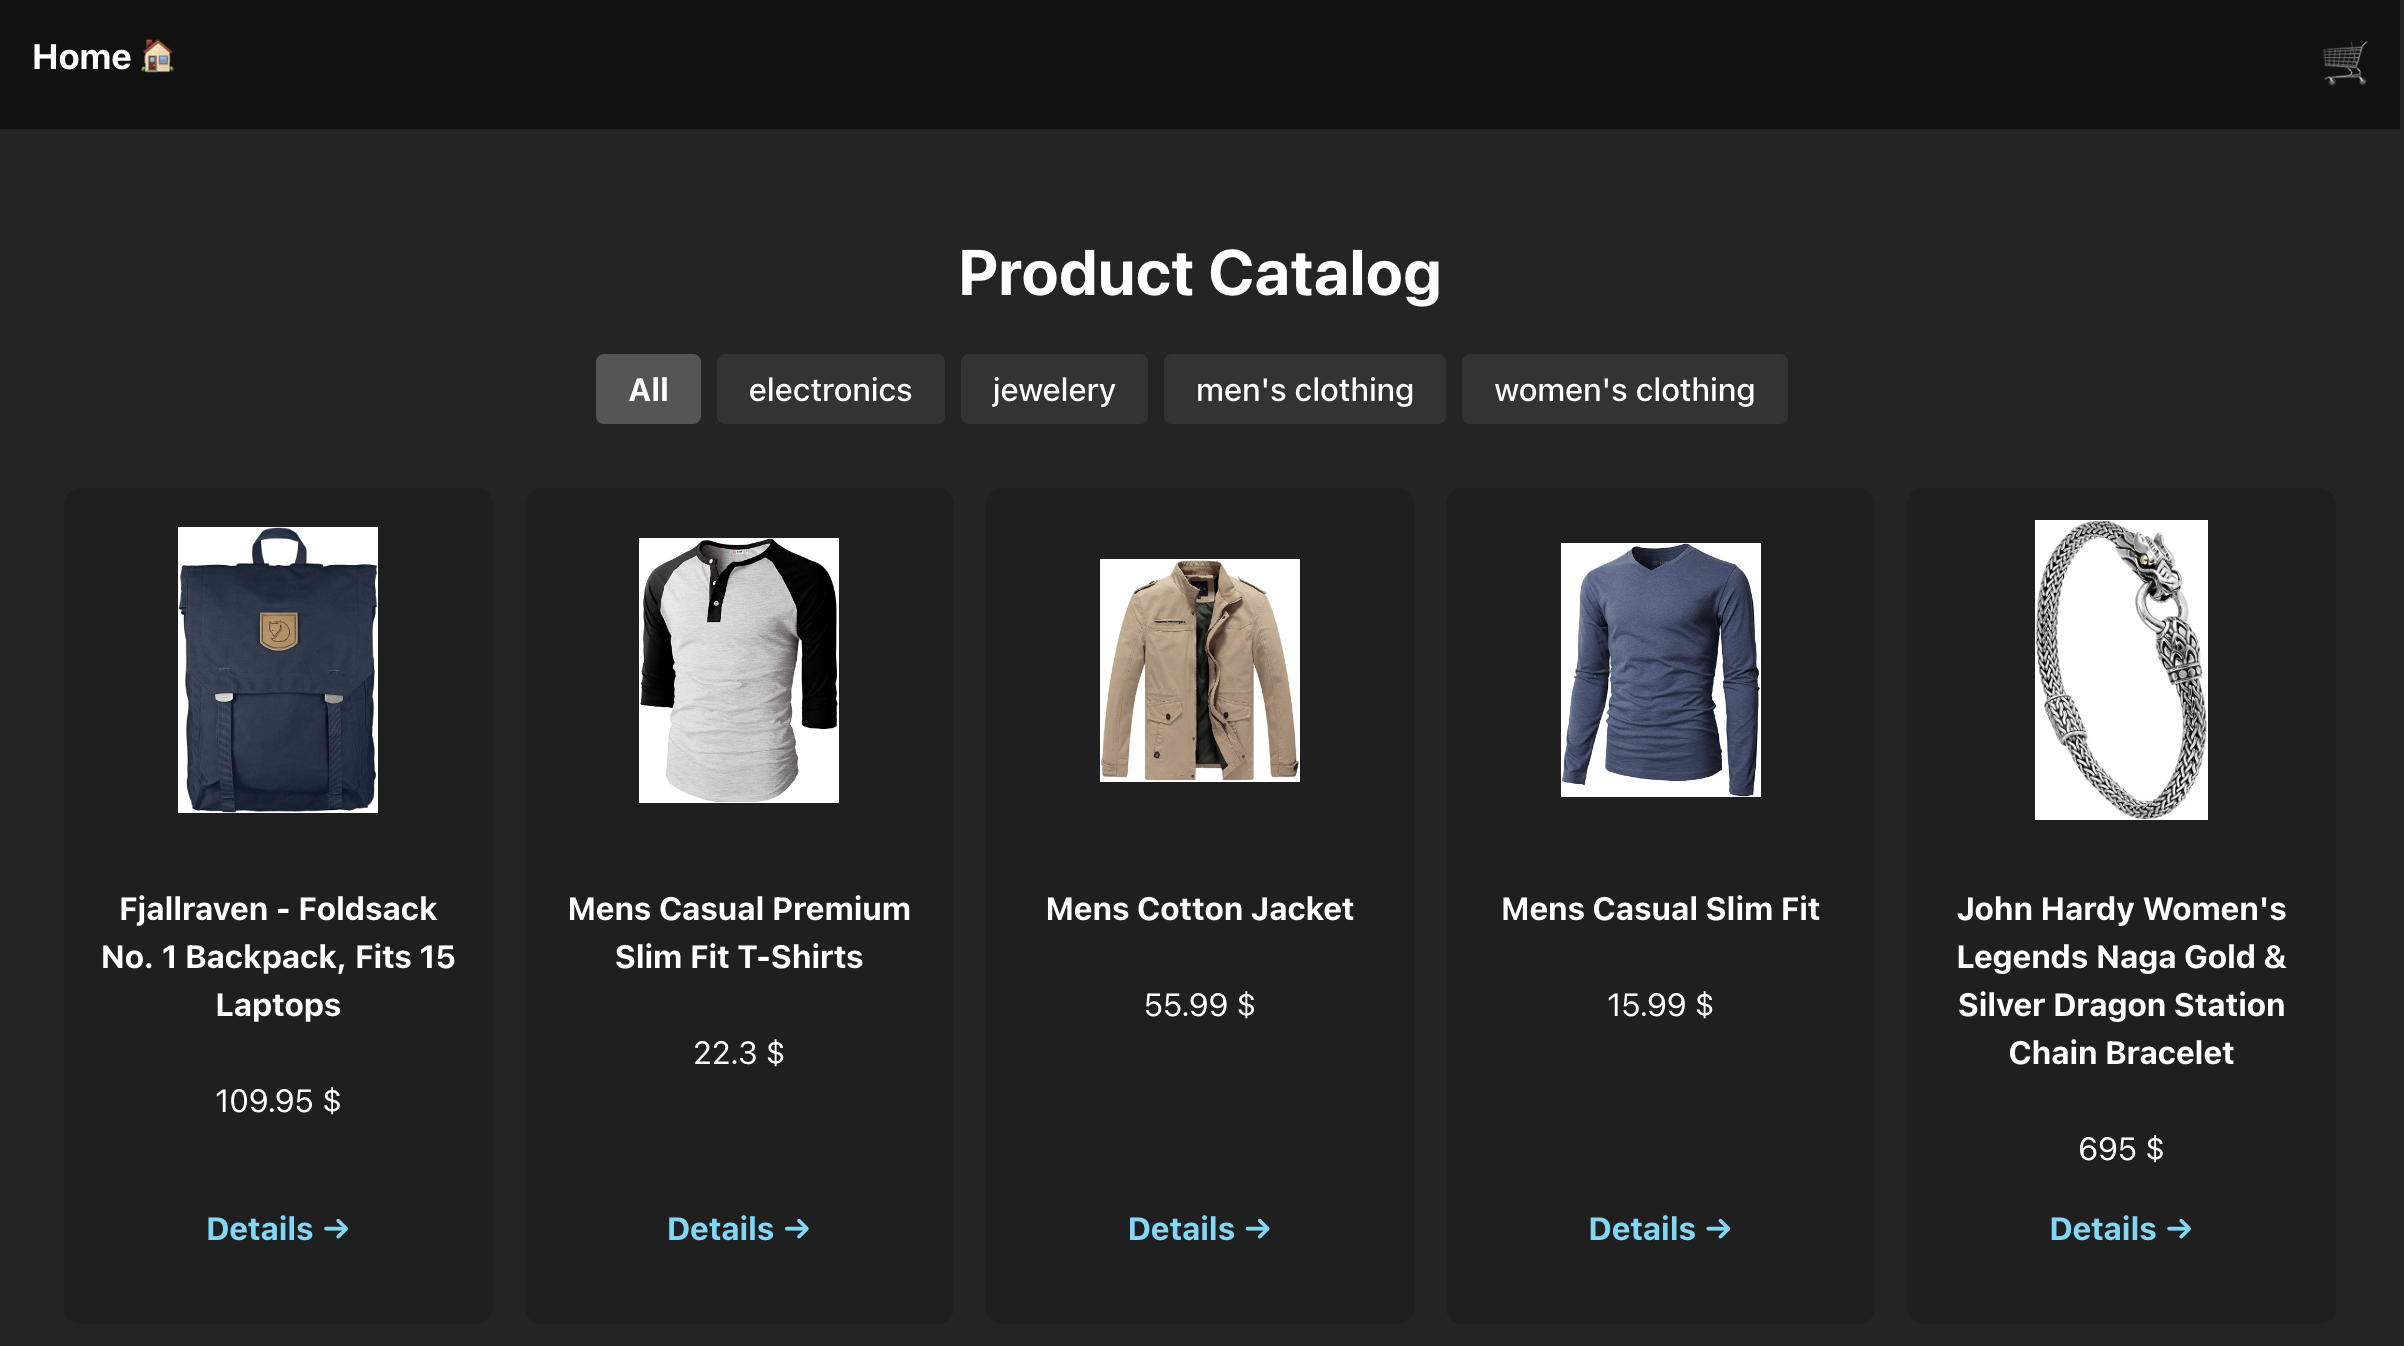 Home
Product Catalog
All
electronics
jewelery
men's clothing
women's clothing
Fjallraven - Foldsack
No. 1 Backpack, Fits 15
Laptops
109.95 $
Details →
Mens Casual Premium
Slim Fit T-Shirts
22.3 $
Details →
Mens Cotton Jacket
55.99 $
Details →
Mens Casual Slim Fit
15.99 $
Details →
John Hardy Women's
Legends Naga Gold &
Silver Dragon Station
Chain Bracelet
695 $
Details →